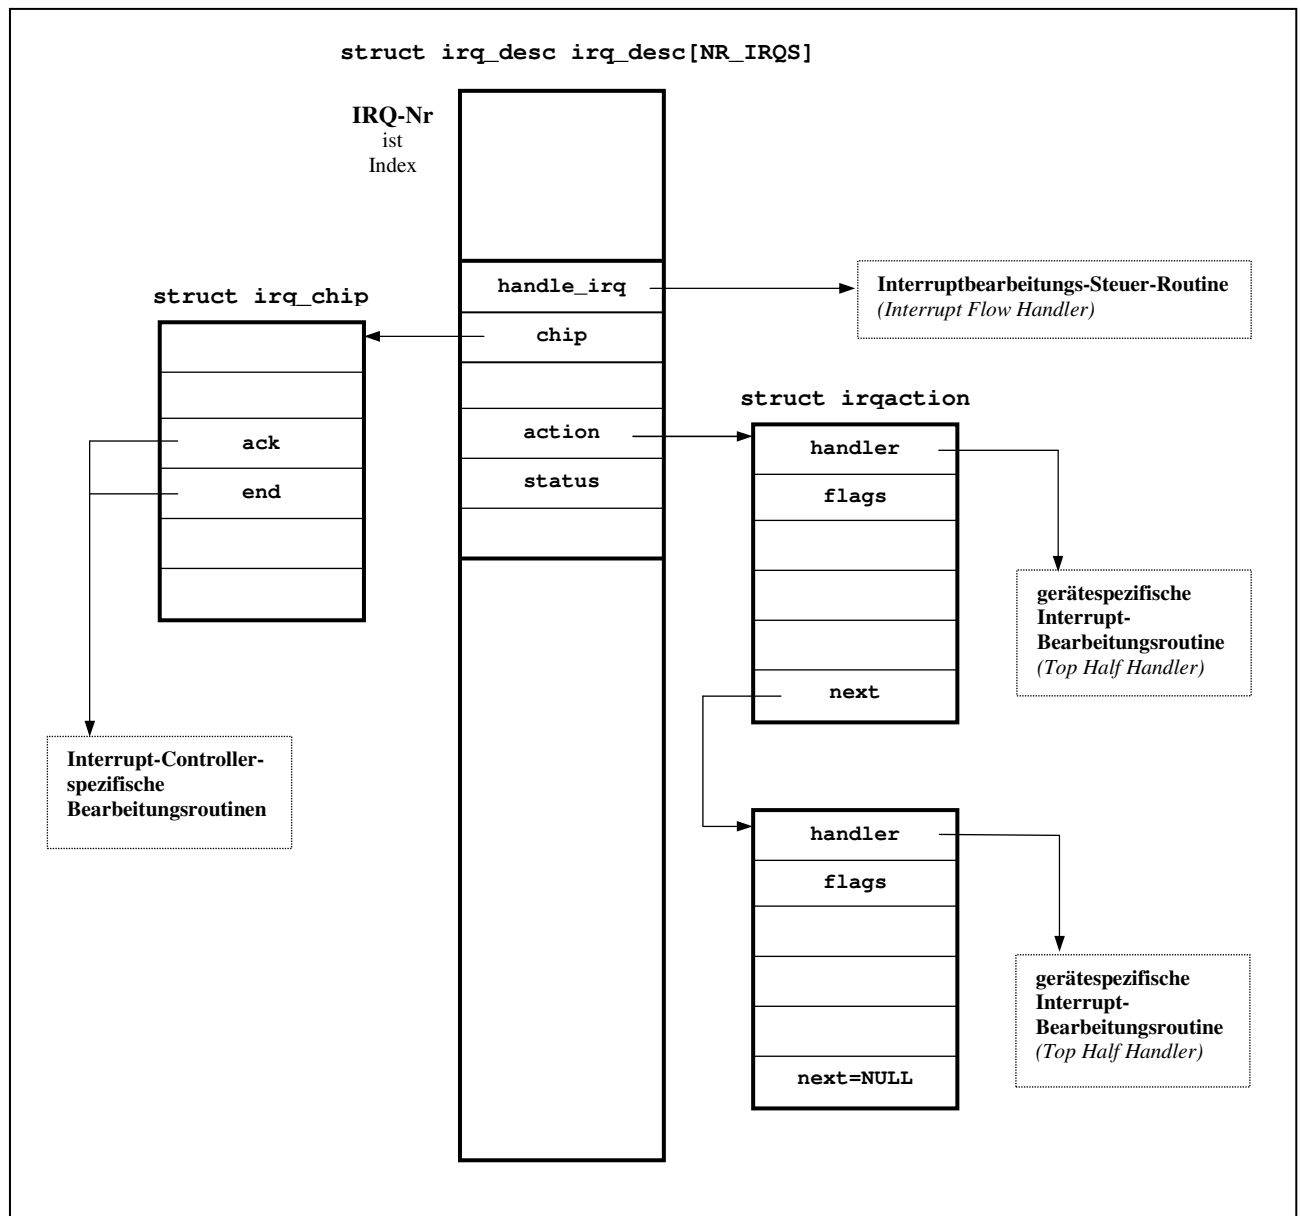 struct irq_desc irq_desc[NR_IRQS]
IRQ-Nr
ist
Index
handle_irq
chip
action
status
Interruptbearbeitungs-Steuer-Routine
(Interrupt Flow Handler)
struct irq_chip
ack
end
Interrupt-Controller-
spezifische
Bearbeitungsroutinen
struct irqaction
handler
flags
next
gerätespezifische
Interrupt-
Bearbeitungsroutine
(Top Half Handler)
handler
flags
next=NULL
gerätespezifische
Interrupt-
Bearbeitungsroutine
(Top Half Handler)